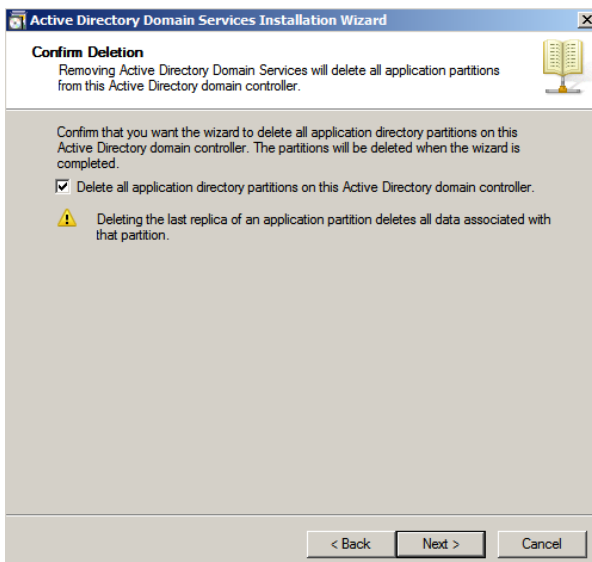 Active Directory Domain Services Installation Wizard
Confirm Deletion
Removing Active Directory Domain Services will delete all application partitions
from this Active Directory domain controller.
Confirm that you want the wizard to delete all application directory partitions on this
Active Directory domain controller. The partitions will be deleted when the wizard is
completed.
Delete all application directory partitions on this Active Directory domain controller.
Deleting the last replica of an application partition deletes all data associated with
that partition.
< Back Next > Cancel